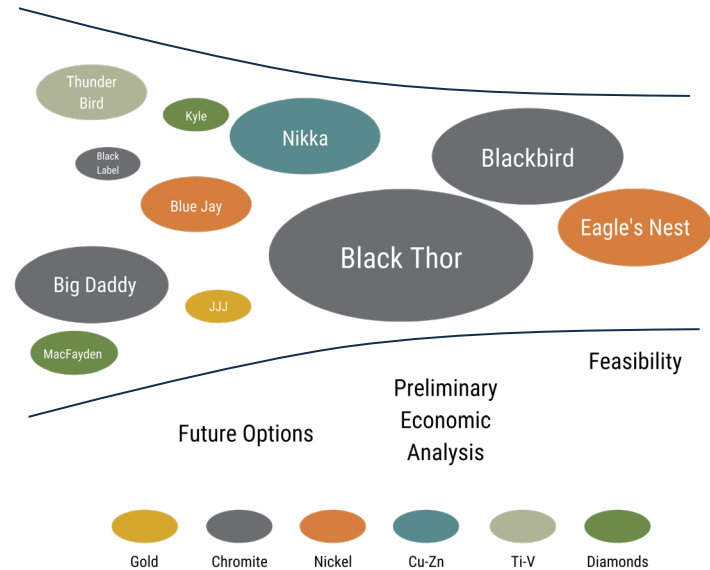 Thunder
Bird
Kyle
Nikka
Black
Label
Blackbird
Blue Jay
Eagle's Nest
Black Thor
Big Daddy
JJJ
MacFayden
Feasibility
Preliminary
Economic
Analysis
Future Options
Gold
Chromite
Nickel
Cu-Zn
Ti-V
Diamonds